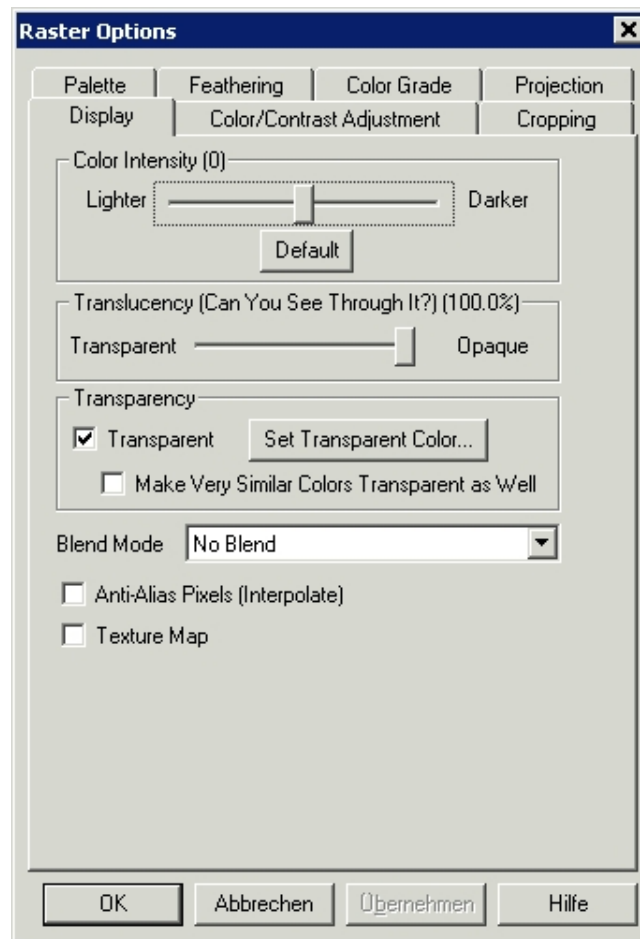 Raster Options
Palette Feathering Color Grade Projection
Display Color/Contrast Adjustment Cropping
Color Intensity (0)
Lighter Darker
Default
Translucency (Can You See Through It?) (100.0%)
Transparent Opaque
Transparency
Transparent Set Transparent Color...
Make Very Similar Colors Transparent as Well
Blend Mode No Blend
Anti-Alias Pixels (Interpolate)
Texture Map
OK Abbrechen Übernehmen Hilfe